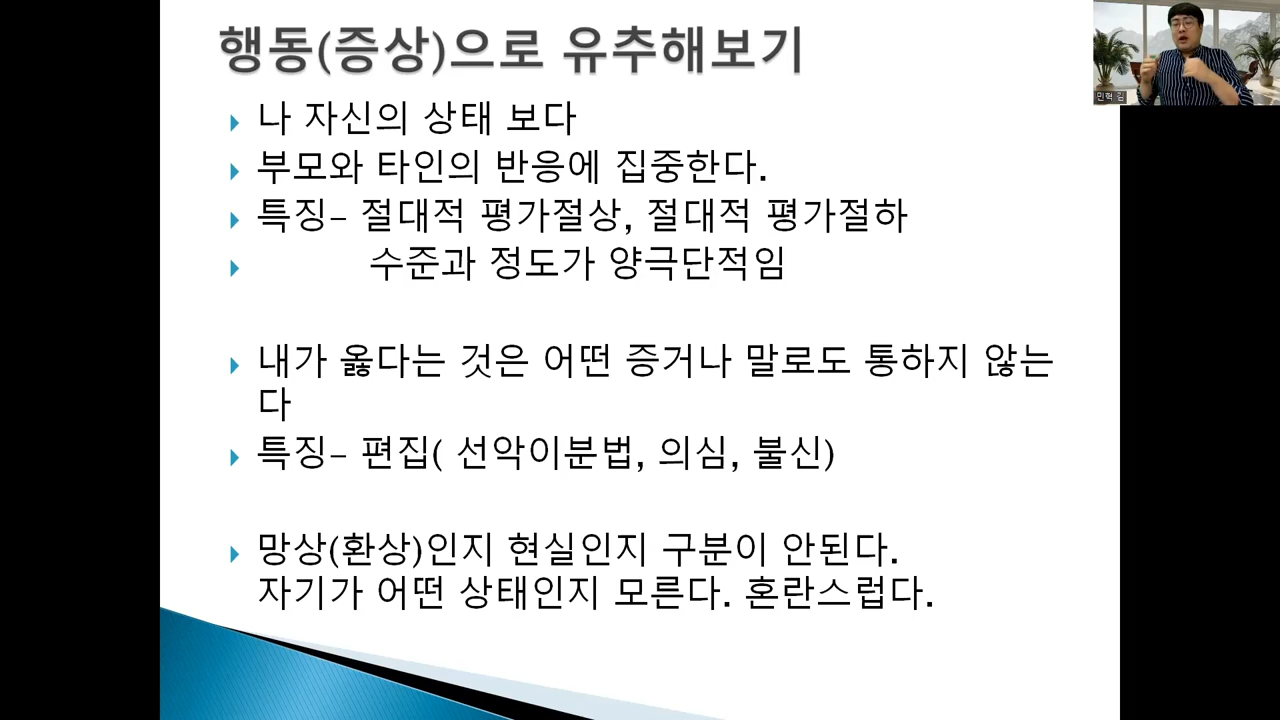 행동(증상)으로 유추해보기
나 자신의 상태 보다
부모와 타인의 반응에 집중한다.
특징– 절대적 평가절상, 절대적 평가절하
수준과 정도가 양극단적임
내가 옳다는 것은 어떤 증거나 말로도 통하지 않는
다
특징– 편집( 선악이분법, 의심, 불신)
망상(환상)인지 현실인지 구분이 안된다.
자기가 어떤 상태인지 모른다. 혼란스럽다.
민혁 김